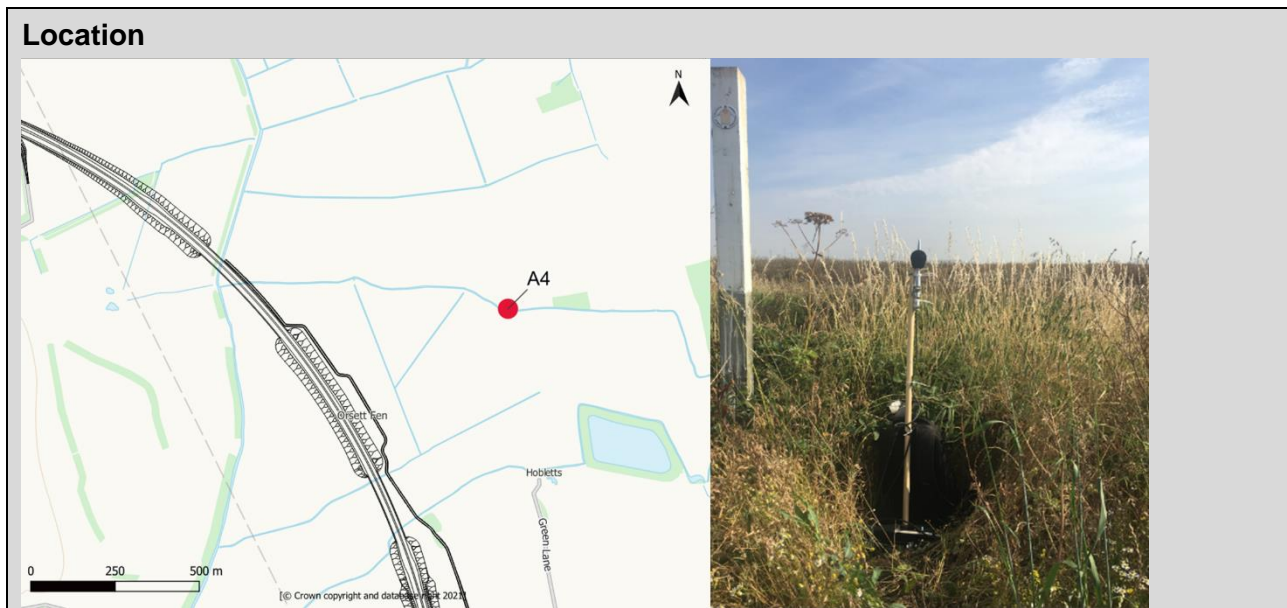 Location
N
A4
Orsett Fen
Hobletts
Green Lane
0 250 500 m
[© Crown copyright and database right 2021]